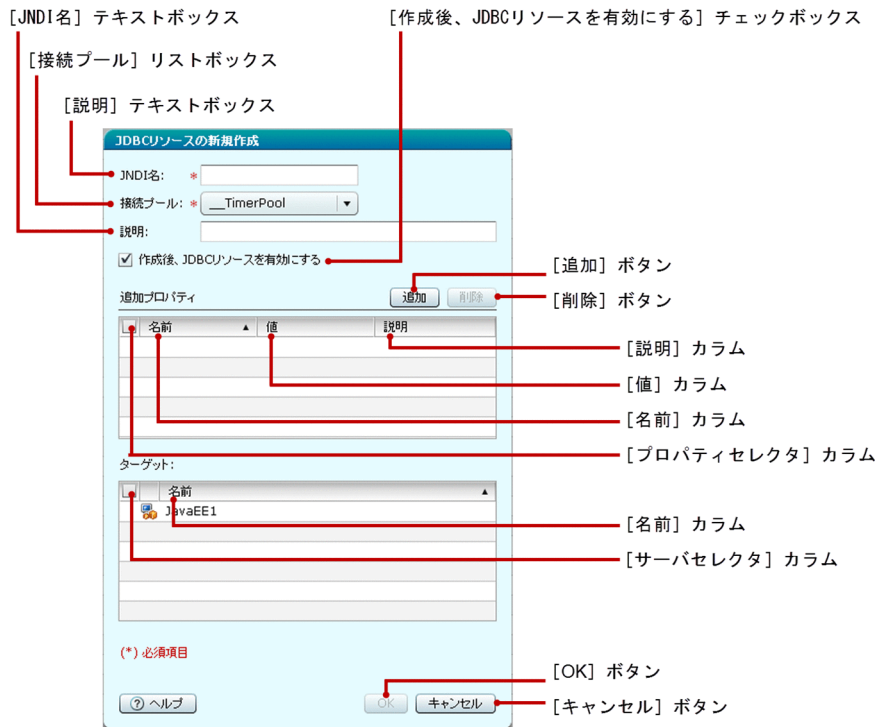 [JNDI名] テキストボックス
[作成後、JDBCリソースを有効にする] チェックボックス
[接続プール] リストボックス
[説明] テキストボックス
JDBCリソースの新規作成
JNDI名: *
接続プール: * __TimerPool
説明:
作成後、JDBCリソースを有効にする
[追加] ボタン
追加プロパティ 追加 削除
[削除] ボタン
名前 値 説明
[説明] カラム
[値] カラム
[名前] カラム
[プロパティセレクタ] カラム
ターゲット:
名前
JavaEE1
[名前] カラム
[サーバセレクタ] カラム
(*) 必須項目
[OK] ボタン
? ヘルプ OK キャンセル
[キャンセル] ボタン